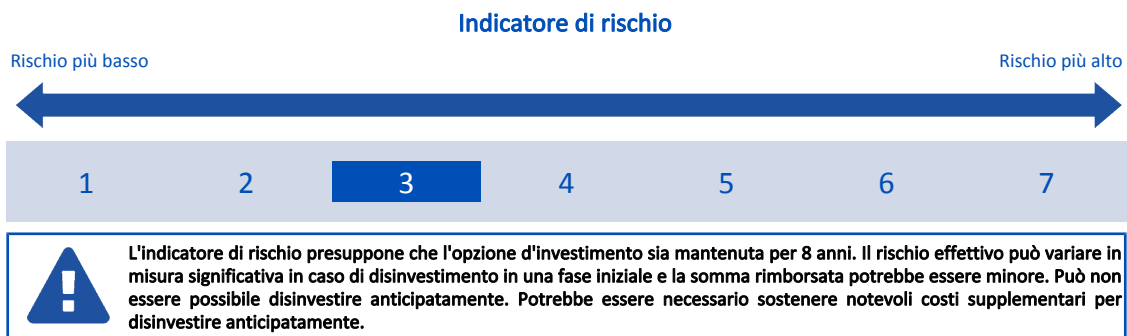 Indicatore di rischio
Rischio più basso
Rischio più alto
1 2 3 4 5 6 7
L'indicatore di rischio presuppone che l'opzione d'investimento sia mantenuta per 8 anni. Il rischio effettivo può variare in
misura significativa in caso di disinvestimento in una fase iniziale e la somma rimborsata potrebbe essere minore. Può non
essere possibile disinvestire anticipatamente. Potrebbe essere necessario sostenere notevoli costi supplementari per
disinvestire anticipatamente.